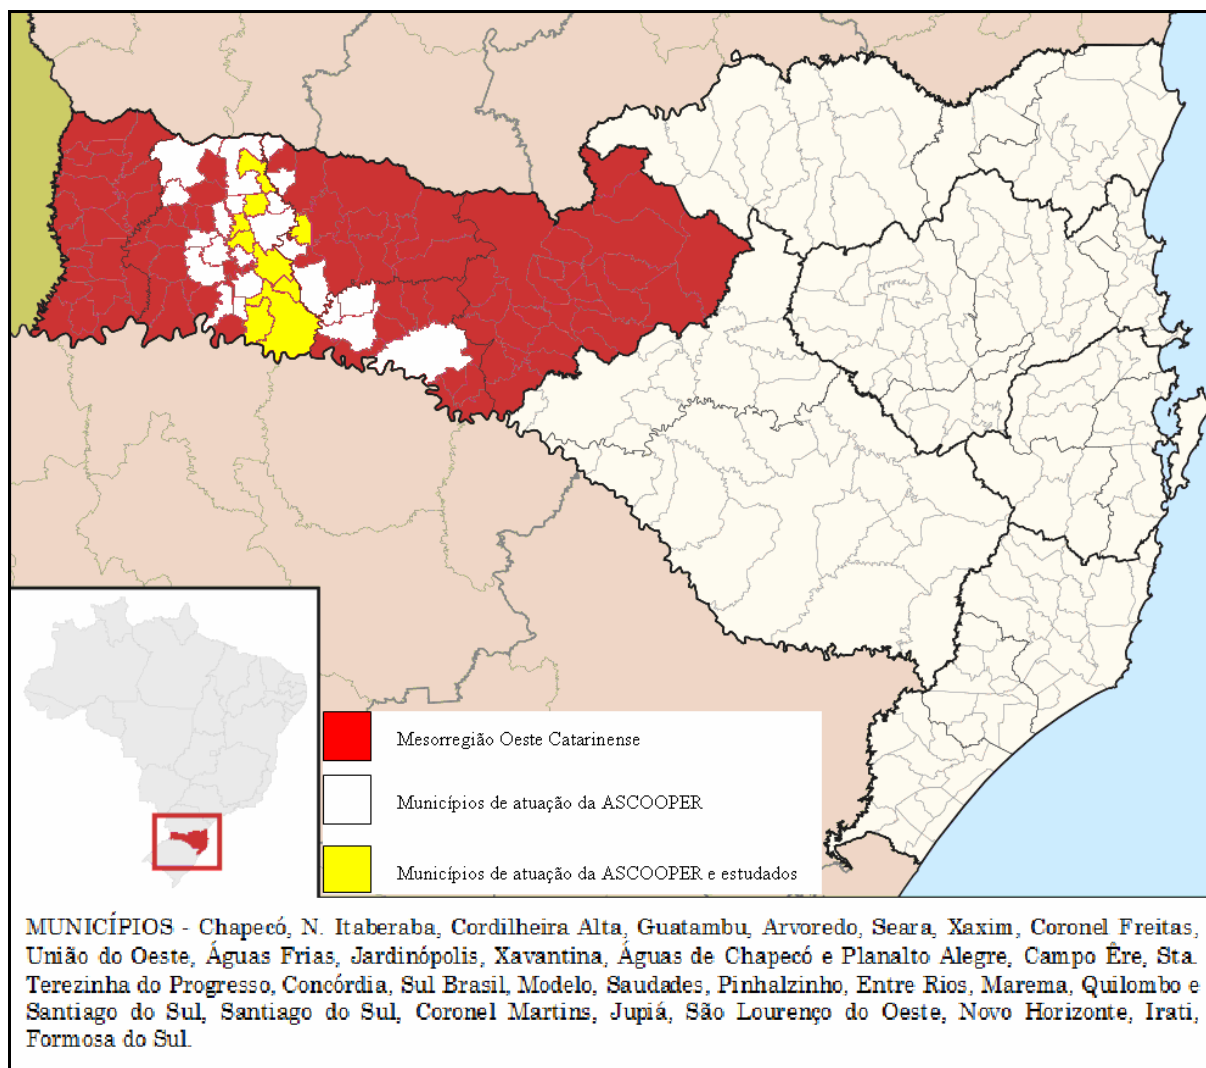 Mesorregião Oeste Catarinense
Municípios de atuação da ASCOOPER
Municípios de atuação da ASCOOPER e estudados
MUNICÍPIOS - Chapecó, N. Itaberaba, Cordilheira Alta, Guatambu, Arvoredo, Seara, Xaxim, Coronel Freitas,
União do Oeste, Águas Frias, Jardinópolis, Xavantina, Águas de Chapecó e Planalto Alegre, Campo Êre, Sta.
Terezinha do Progresso, Concórdia, Sul Brasil, Modelo, Saudades, Pinhalzinho, Entre Rios, Marema, Quilombo e
Santiago do Sul, Santiago do Sul, Coronel Martins, Jupiá, São Lourenço do Oeste, Novo Horizonte, Irati,
Formosa do Sul.